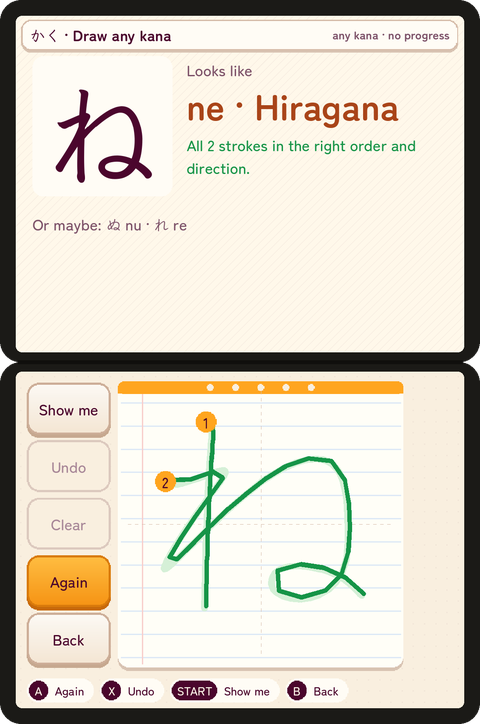 かく · Draw any kana
any kana · no progress
ね
Looks like
ne · Hiragana
All 2 strokes in the right order and
direction.
Or maybe: ぬ nu · れ re
Show me
Undo
Clear
Again
Back
1
2
A Again
X Undo
START Show me
B Back